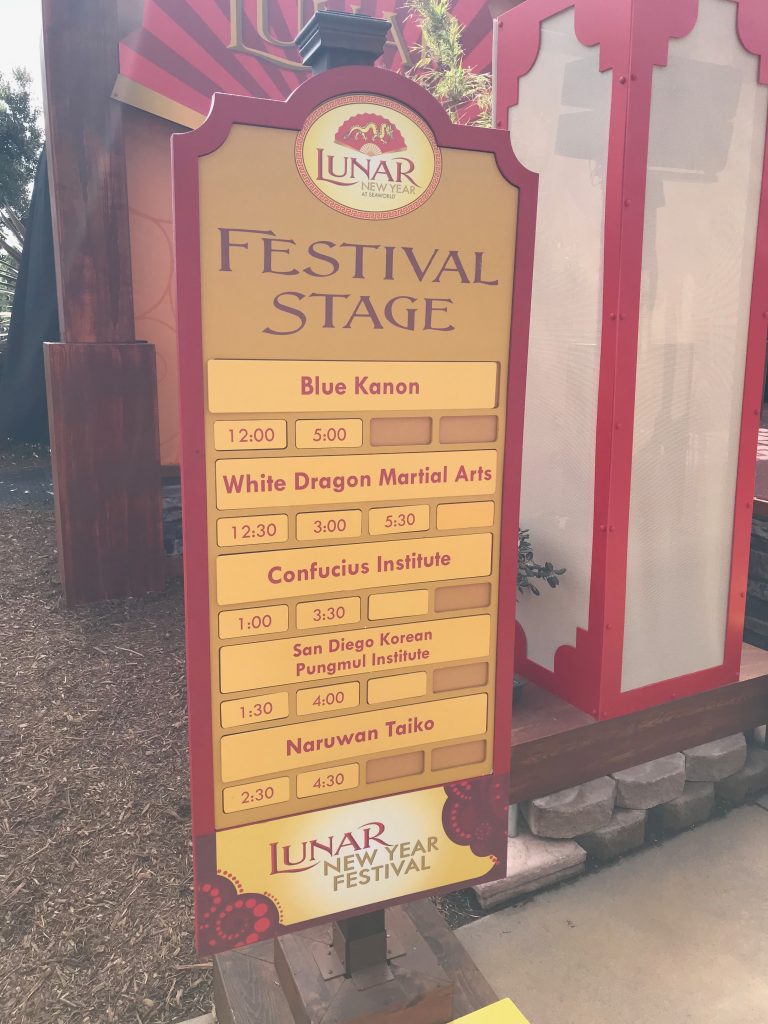 LUNAR
NEW YEAR
AT SEAWORLD
FESTIVAL
STAGE
Blue Kanon
12:00 5:00
White Dragon Martial Arts
12:30 3:00 5:30
Confucius Institute
1:00 3:30
San Diego Korean
Pungmul Institute
1:30 4:00
Naruwan Taiko
2:30 4:30
LUNAR
NEW YEAR
FESTIVAL